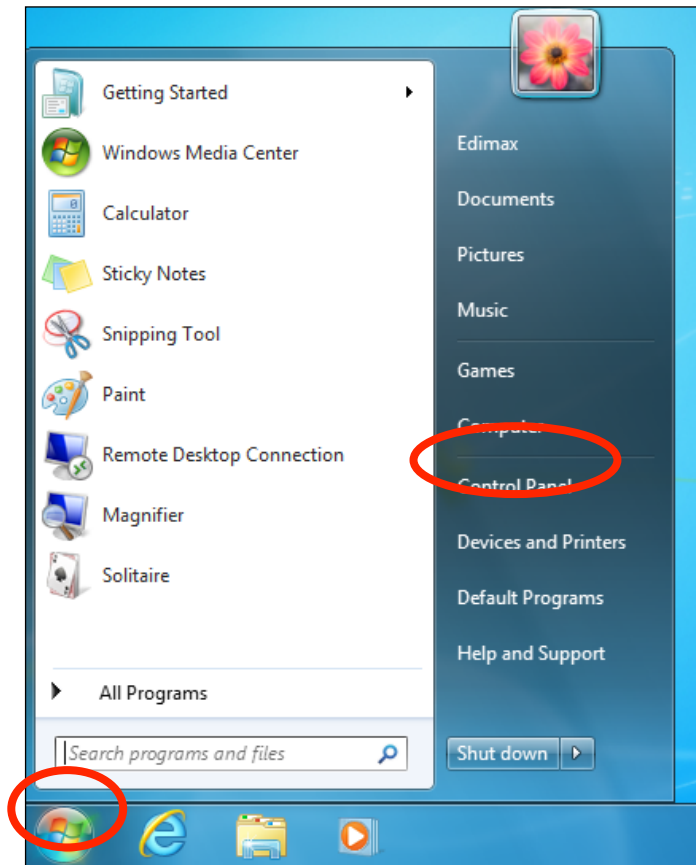 Getting Started
Windows Media Center
Calculator
Sticky Notes
Snipping Tool
Paint
Remote Desktop Connection
Magnifier
Solitaire
All Programs
Search programs and files
Edimax
Documents
Pictures
Music
Games
Computer
Control Panel
Devices and Printers
Default Programs
Help and Support
Shut down